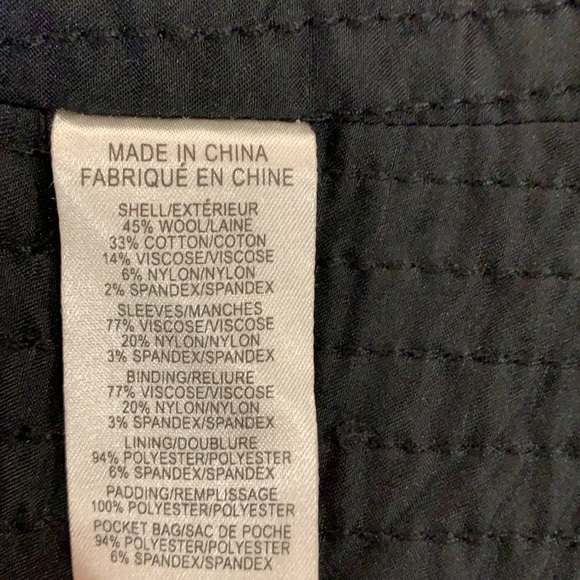 MADE IN CHINA
FABRIQUÉ EN CHINE
SHELL/EXTÉRIEUR
45% WOOL/LAINE
33% COTTON/COTON
14% VISCOSE/VISCOSE
6% NYLON/NYLON
2% SPANDEX/SPANDEX
SLEEVES/MANCHES
77% VISCOSE/VISCOSE
20% NYLON/NYLON
3% SPANDEX/SPANDEX
BINDING/RELIURE
77% VISCOSE/VISCOSE
20% NYLON/NYLON
3% SPANDEX/SPANDEX
LINING/DOUBLURE
94% POLYESTER/POLYESTER
6% SPANDEX/SPANDEX
PADDING/REMPLISSAGE
100% POLYESTER/POLYESTER
POCKET BAG/SAC DE POCHE
94% POLYESTER/POLYESTER
6% SPANDEX/SPANDEX